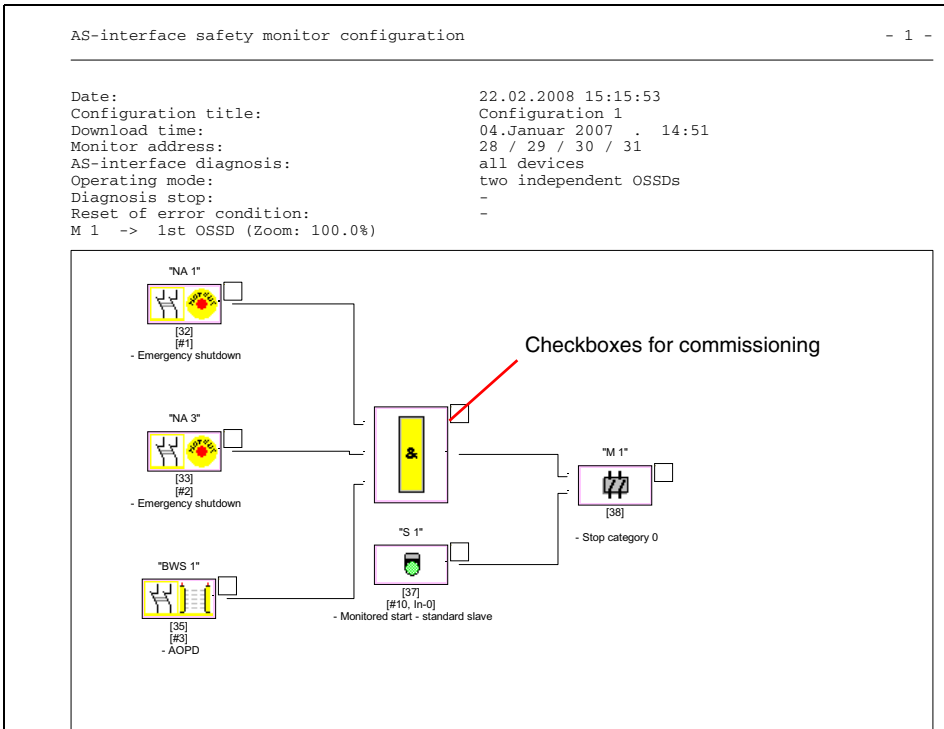 AS-interface safety monitor configuration - 1 -
Date: 22.02.2008 15:15:53
Configuration title: Configuration 1
Download time: 04.Januar 2007 . 14:51
Monitor address: 28 / 29 / 30 / 31
AS-interface diagnosis: all devices
Operating mode: two independent OSSDs
Diagnosis stop: -
Reset of error condition: -
M 1 -> 1st OSSD (Zoom: 100.0%)
"NA 1"
[32]
[#1]
- Emergency shutdown
Checkboxes for commissioning
"NA 3"
[33]
[#2]
- Emergency shutdown
&
"M 1"
[38]
- Stop category 0
"S 1"
[37]
[#10, In-0]
- Monitored start - standard slave
"BWS 1"
[35]
[#3]
- AOPD